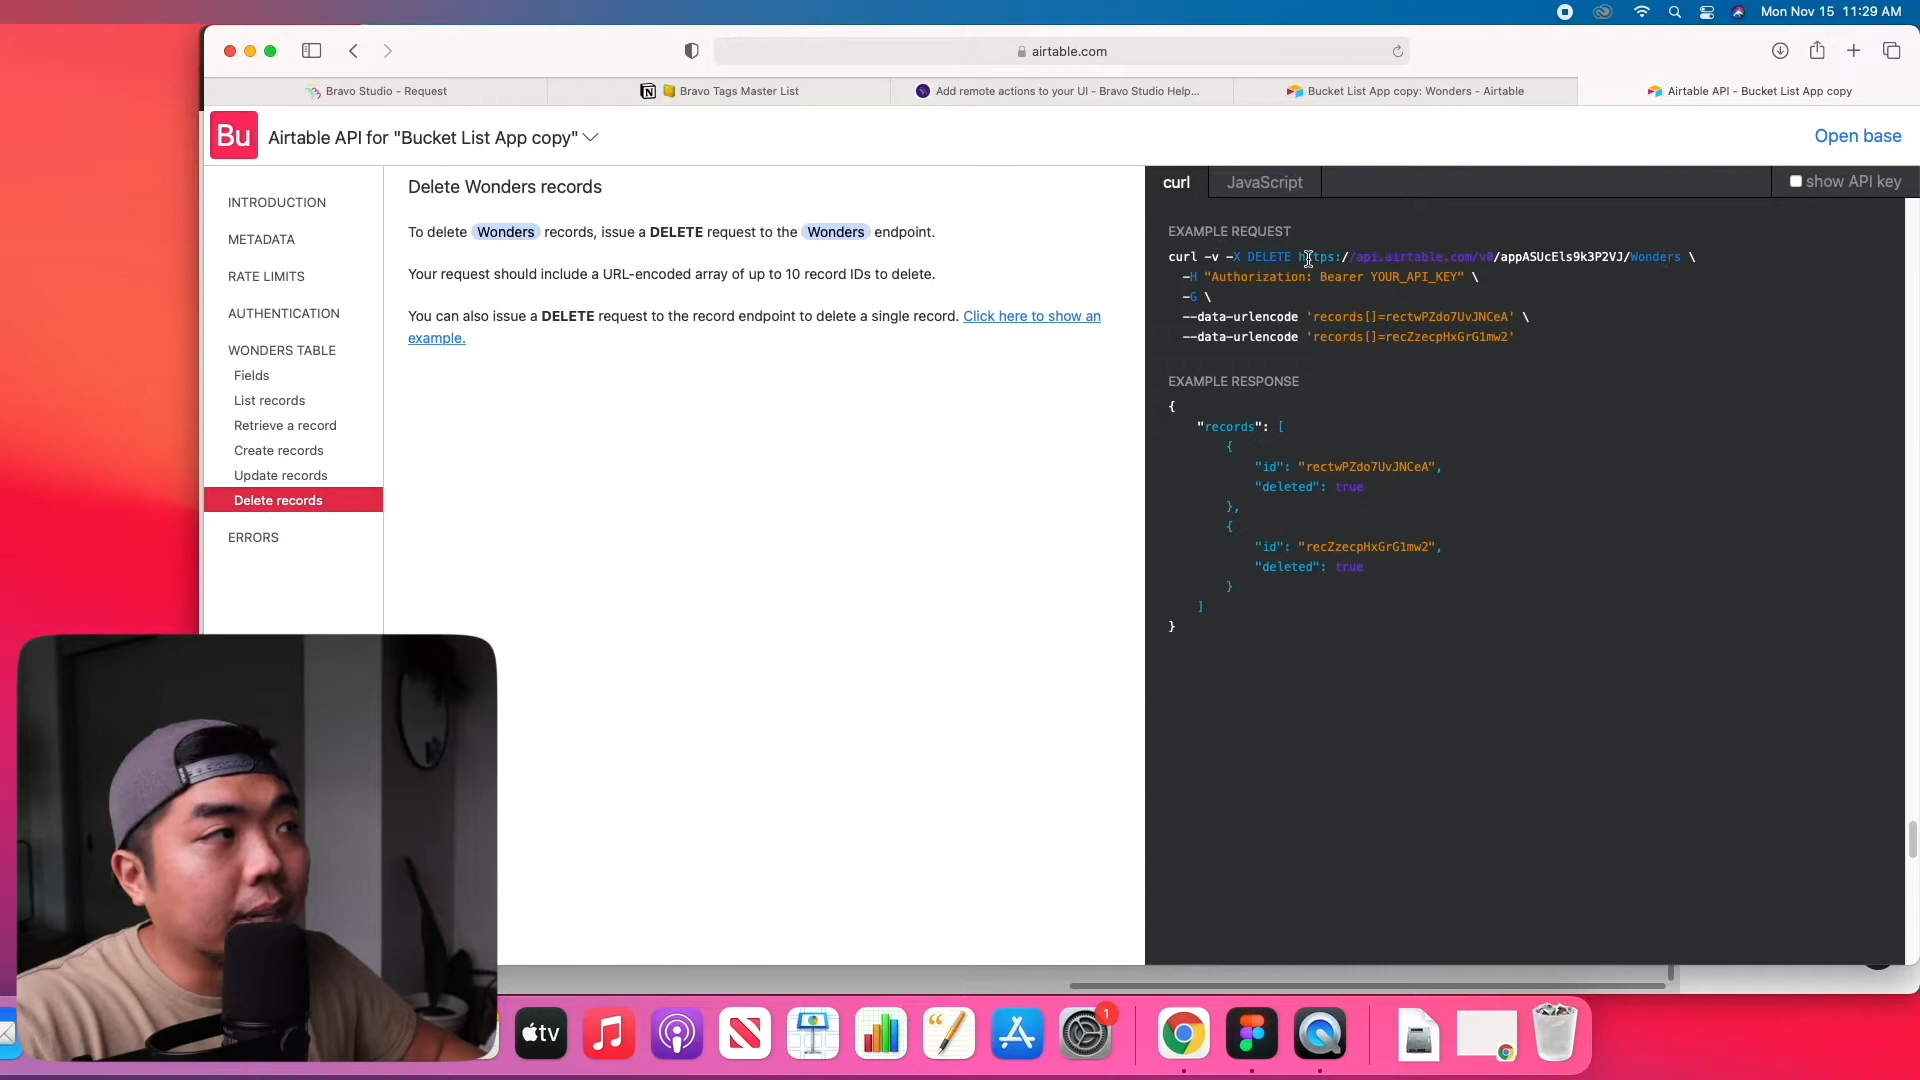 Mon Nov 15 11:29 AM
airtable.com
Bravo Studio - Request
Bravo Tags Master List
Add remote actions to your UI - Bravo Studio Help...
Bucket List App copy: Wonders - Airtable
Airtable API - Bucket List App copy
Bu
Airtable API for "Bucket List App copy"
Open base
INTRODUCTION
METADATA
RATE LIMITS
AUTHENTICATION
WONDERS TABLE
Fields
List records
Retrieve a record
Create records
Update records
Delete records
ERRORS
Delete Wonders records
To delete Wonders records, issue a DELETE request to the Wonders endpoint.
Your request should include a URL-encoded array of up to 10 record IDs to delete.
You can also issue a DELETE request to the record endpoint to delete a single record. Click here to show an
example.
curl
JavaScript
show API key
EXAMPLE REQUEST
curl -v -X DELETE https://api.airtable.com/v0/appASUcEls9k3P2VJ/Wonders \
-H "Authorization: Bearer YOUR_API_KEY" \
-G \
--data-urlencode 'records[]=rectwPZdo7UvJNCeA' \
--data-urlencode 'records[]=recZzecpHxGrG1mw2'
EXAMPLE RESPONSE
{
"records": [
{
"id": "rectwPZdo7UvJNCeA",
"deleted": true
},
{
"id": "recZzecpHxGrG1mw2",
"deleted": true
}
]
}
tv
1